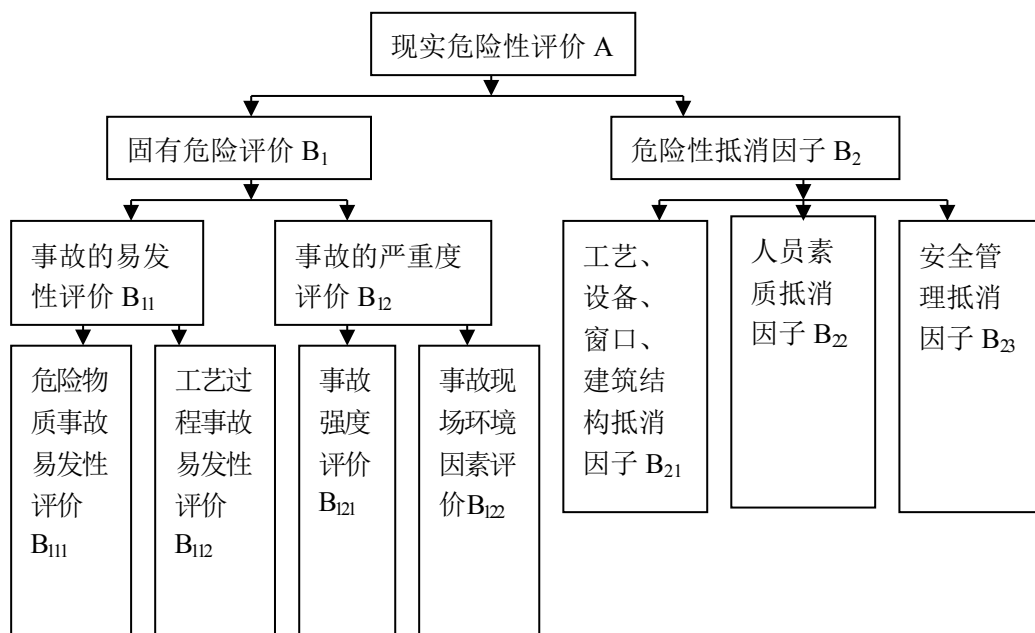 现实危险性评价 A
固有危险评价 B₁
危险性抵消因子 B₂
事故的易发
性评价 B₁₁
事故的严重度
评价 B₁₂
工艺、
设备、
窗口、
建筑结
构抵消
因子 B₂₁
人员素
质抵消
因子 B₂₂
安全管
理抵消
因子 B₂₃
危险物
质事故
易发性
评价
B₁₁₁
工艺过
程事故
易发性
评价
B₁₁₂
事故
强度
评价
B₁₂₁
事故现
场环境
因素评
价B₁₂₂